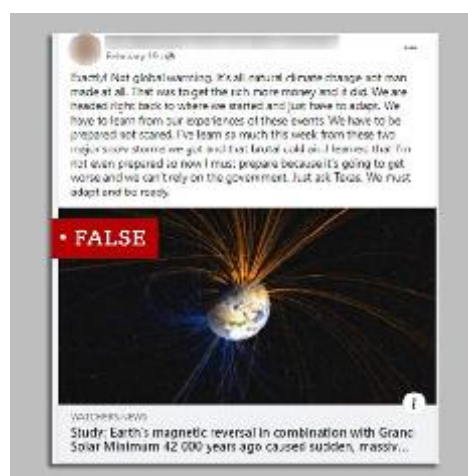 February 19
Exactly! Not global warming. It's all natural climate change not man
made at all. That was to get the rich more money and it did. We are
headed right back to where we started and just have to adapt. We
have to learn from our experiences of these events. We have to be
prepared not scared. I've learn so much this week from these two
major snow storms we got and that brutal cold and I learned that I'm
not even prepared so now I must prepare because it's going to get
worse and we can't rely on the government. Just ask Texas. We must
adapt and be ready.
• FALSE
i
WATCHERS.NEWS
Study: Earth's magnetic reversal in combination with Grand
Solar Minimum 42 000 years ago caused sudden, massiv...